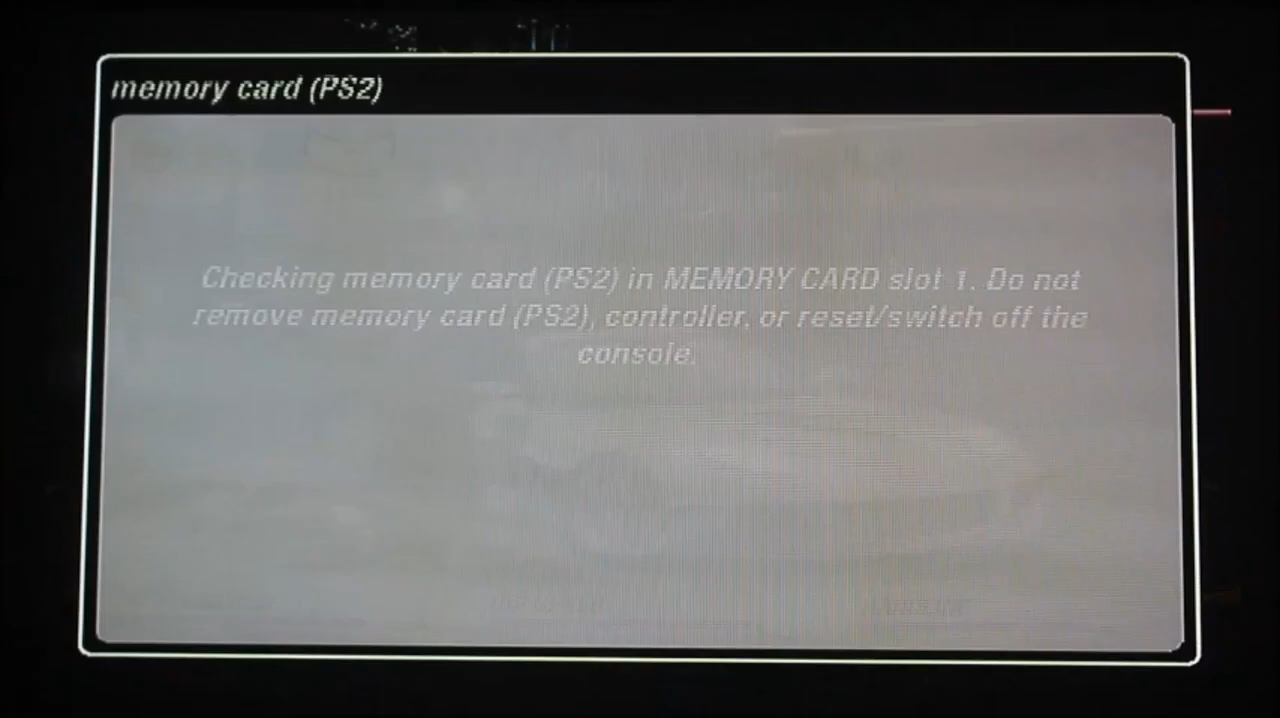 memory card (PS2)
Checking memory card (PS2) in MEMORY CARD slot 1. Do not
remove memory card (PS2), controller, or reset/switch off the
console.